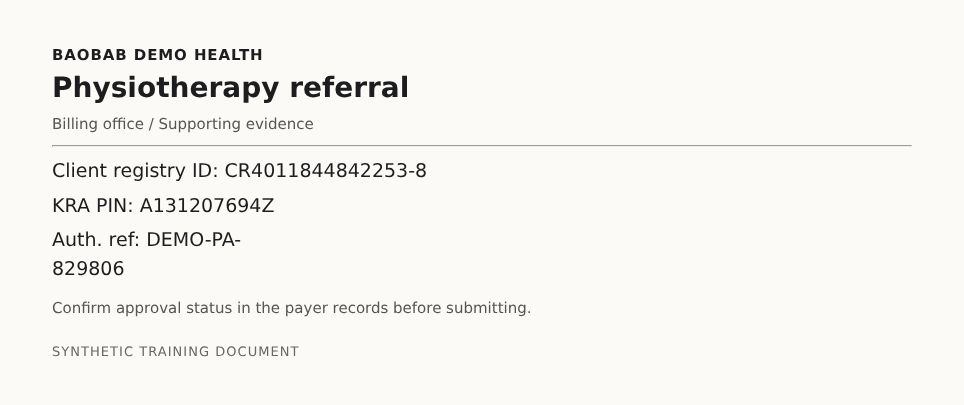 BAOBAB DEMO HEALTH
Physiotherapy referral
Billing office / Supporting evidence
Client registry ID: CR4011844842253-8
KRA PIN: A131207694Z
Auth. ref: DEMO-PA-
829806
Confirm approval status in the payer records before submitting.
SYNTHETIC TRAINING DOCUMENT